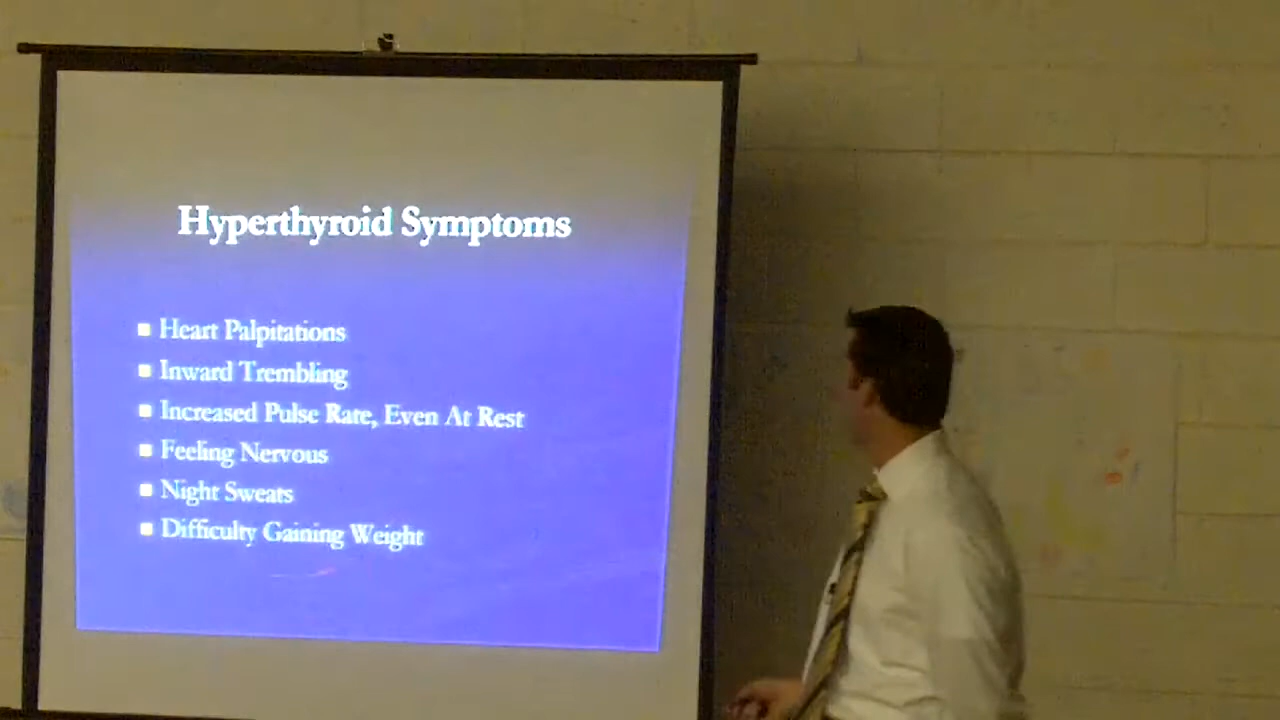 Hyperthyroid Symptoms
Heart Palpitations
Inward Trembling
Increased Pulse Rate, Even At Rest
Feeling Nervous
Night Sweats
Difficulty Gaining Weight